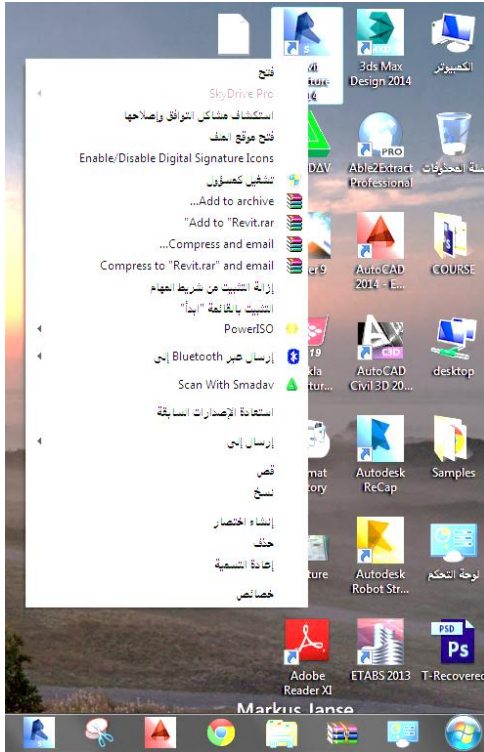 فتح
SkyDrive Pro
استكشاف مشاكل التوافق وإصلاحها
فتح موقع الملف
Enable/Disable Digital Signature Icons
تشغيل كمسؤول
...Add to archive
"Add to "Revit.rar
...Compress and email
Compress to "Revit.rar" and email
إزالة التثبيت من شريط المهام
التثبيت بالقائمة "ابدأ"
PowerISO
إرسال عبر Bluetooth إلى
Scan With Smadav
استعادة الإصدارات السابقة
إرسال إلى
قص
نسخ
إنشاء اختصار
حذف
إعادة التسمية
خصائص
3ds Max
Design 2014
الكمبيوتر
PRO
Able2Extract
Professional
سلة المحذوفات
AutoCAD
2014 - E...
COURSE
C3D
AutoCAD
Civil 3D 20...
desktop
Autodesk
ReCap
Samples
Autodesk
Robot Str...
لوحة التحكم
Adobe
Reader XI
ETABS 2013
PSD
Ps
T-Recovered
Markus Janse